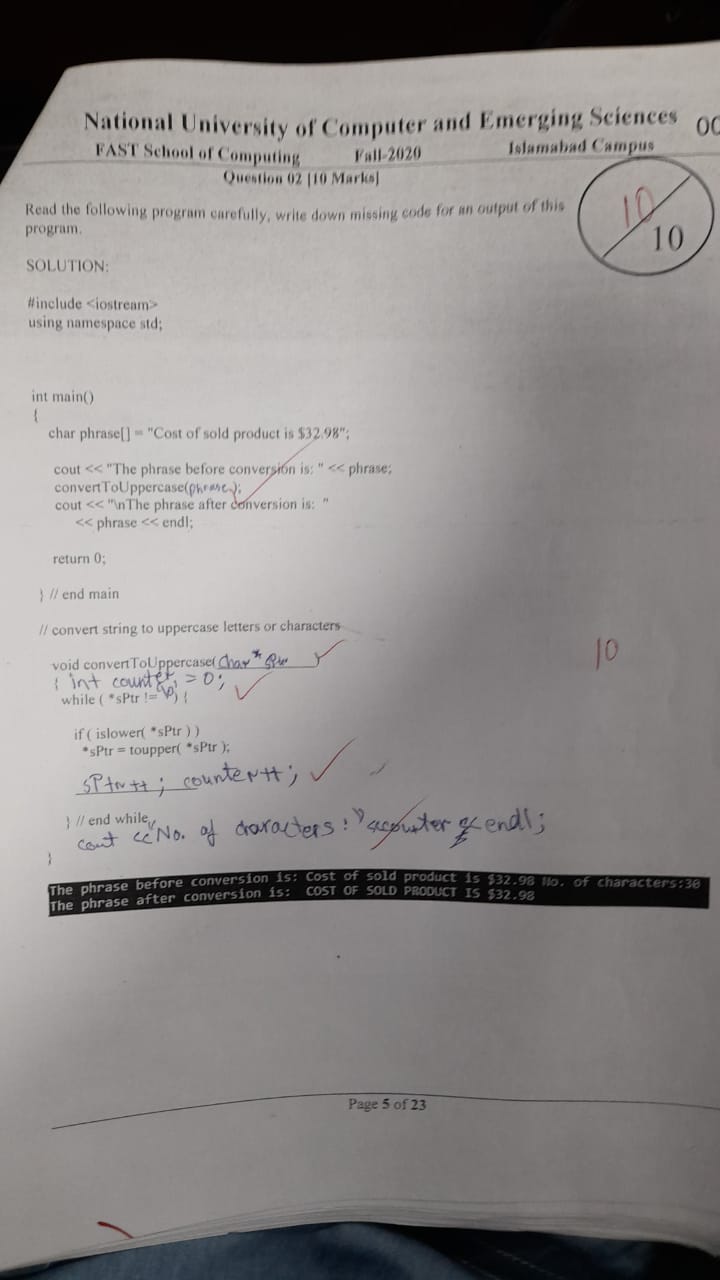 National University of Computer and Emerging Sciences
FAST School of Computing Fall-2020 Islamabad Campus
Question 02 [10 Marks]
10/10
Read the following program carefully, write down missing code for an output of this
program.
SOLUTION:
#include <iostream>
using namespace std;
int main()
{
char phrase[] = "Cost of sold product is $32.98";
cout << "The phrase before conversion is: " << phrase;
convertToUppercase(phrase);
cout << "\nThe phrase after conversion is: "
<< phrase << endl;
return 0;
} // end main
// convert string to uppercase letters or characters
void convertToUppercase( char* sPtr )
{ int counter = 0;
while ( *sPtr != '\0') {
if ( islower( *sPtr ) )
*sPtr = toupper( *sPtr );
sPtr++; counter++;
} // end while
cout << "No. of characters:" <<counter << endl;
}
10
The phrase before conversion is: Cost of sold product is $32.98 No. of characters:30
The phrase after conversion is: COST OF SOLD PRODUCT IS $32.98
Page 5 of 23